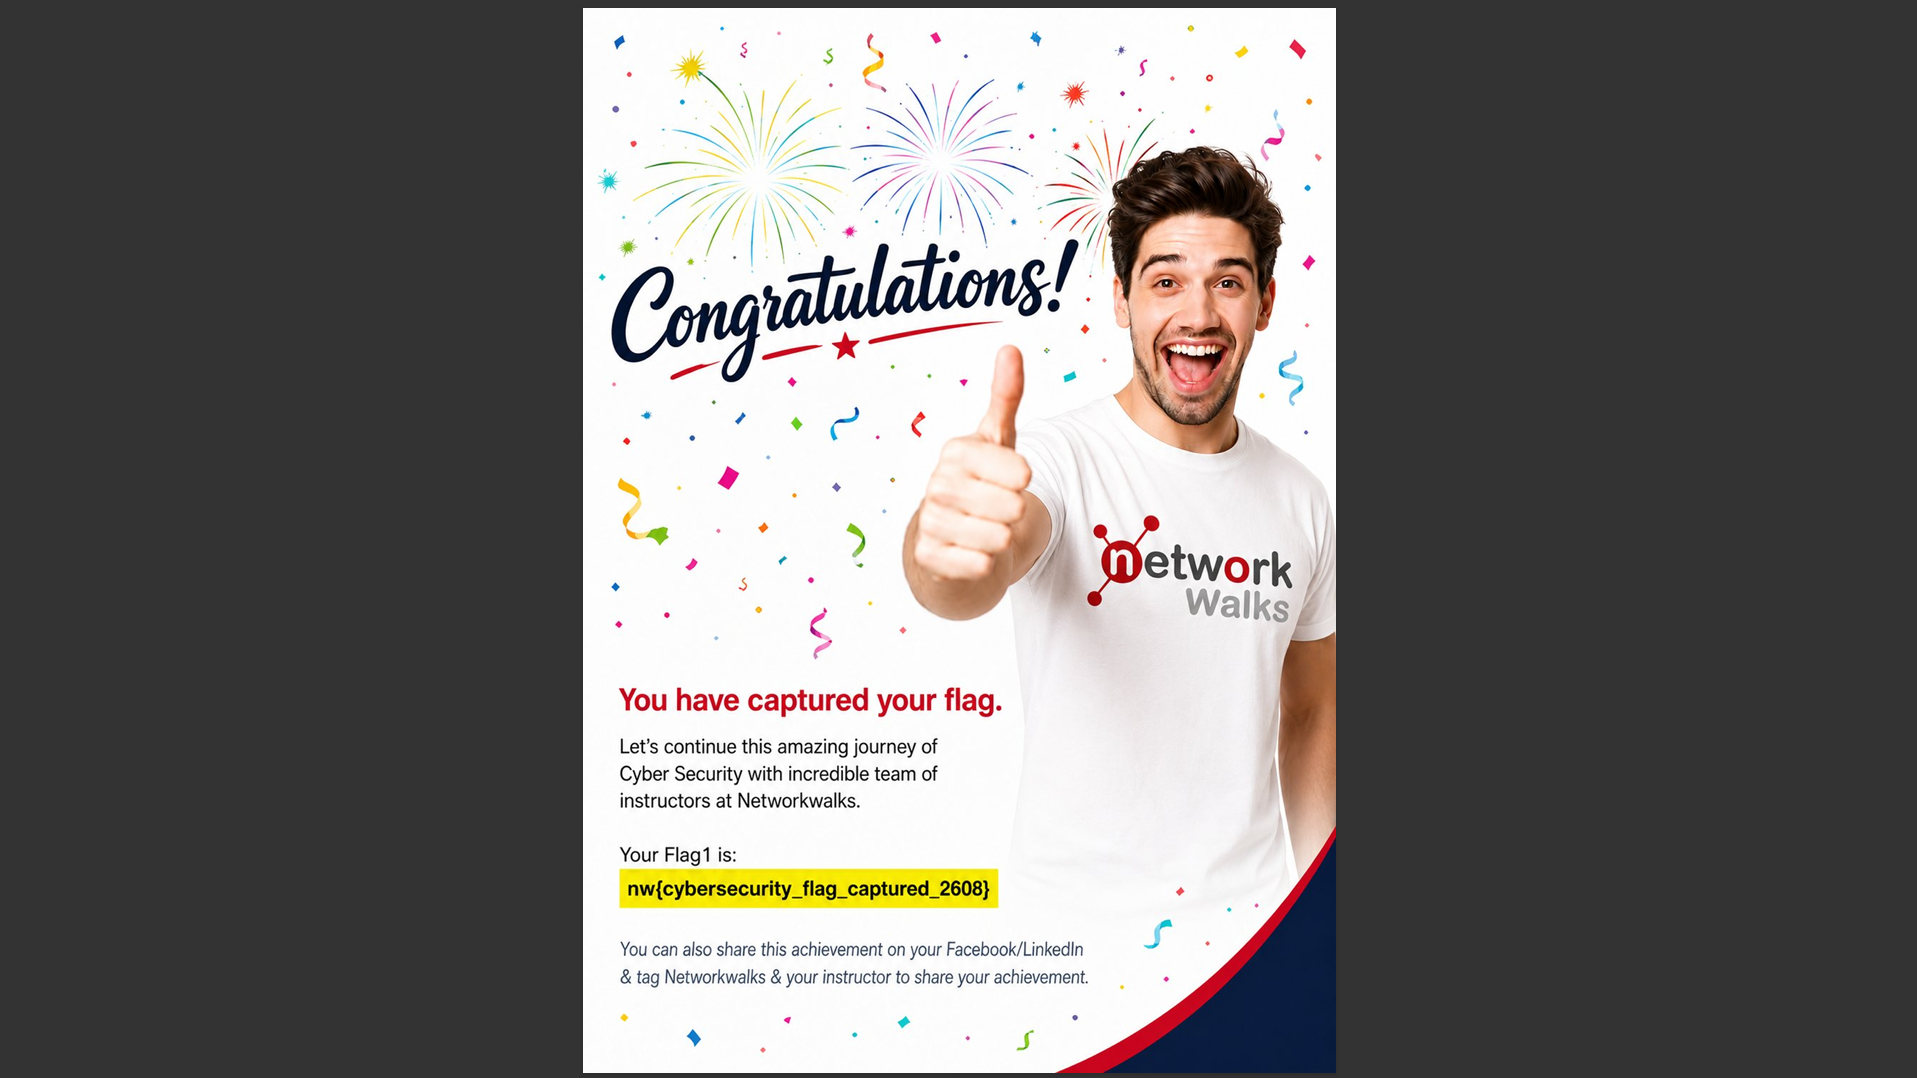 Congratulations!
network
Walks
You have captured your flag.
Let's continue this amazing journey of
Cyber Security with incredible team of
instructors at Networkwalks.
Your Flag1 is:
nw{cybersecurity_flag_captured_2608}
You can also share this achievement on your Facebook/LinkedIn
& tag Networkwalks & your instructor to share your achievement.